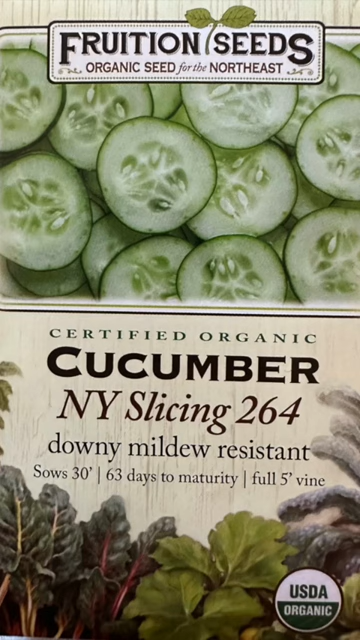 FRUITION SEEDS
ORGANIC SEED for the NORTHEAST
CERTIFIED ORGANIC
CUCUMBER
NY Slicing 264
downy mildew resistant
Sows 30' | 63 days to maturity | full 5' vine
USDA
ORGANIC